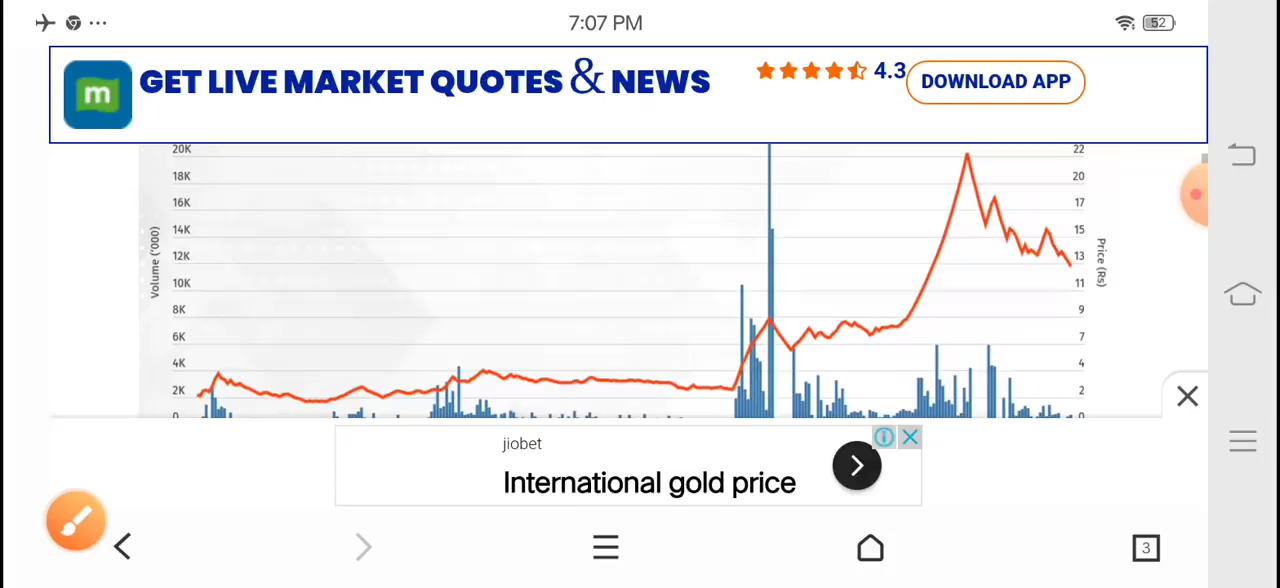 7:07 PM
52
m GET LIVE MARKET QUOTES & NEWS 4.3 DOWNLOAD APP
20K 22
18K 20
16K 17
14K 15
12K 13
10K 11
8K 9
6K 7
4K 4
2K 2
0 0
Volume ('000)
Price (Rs)
jiobet
International gold price
3